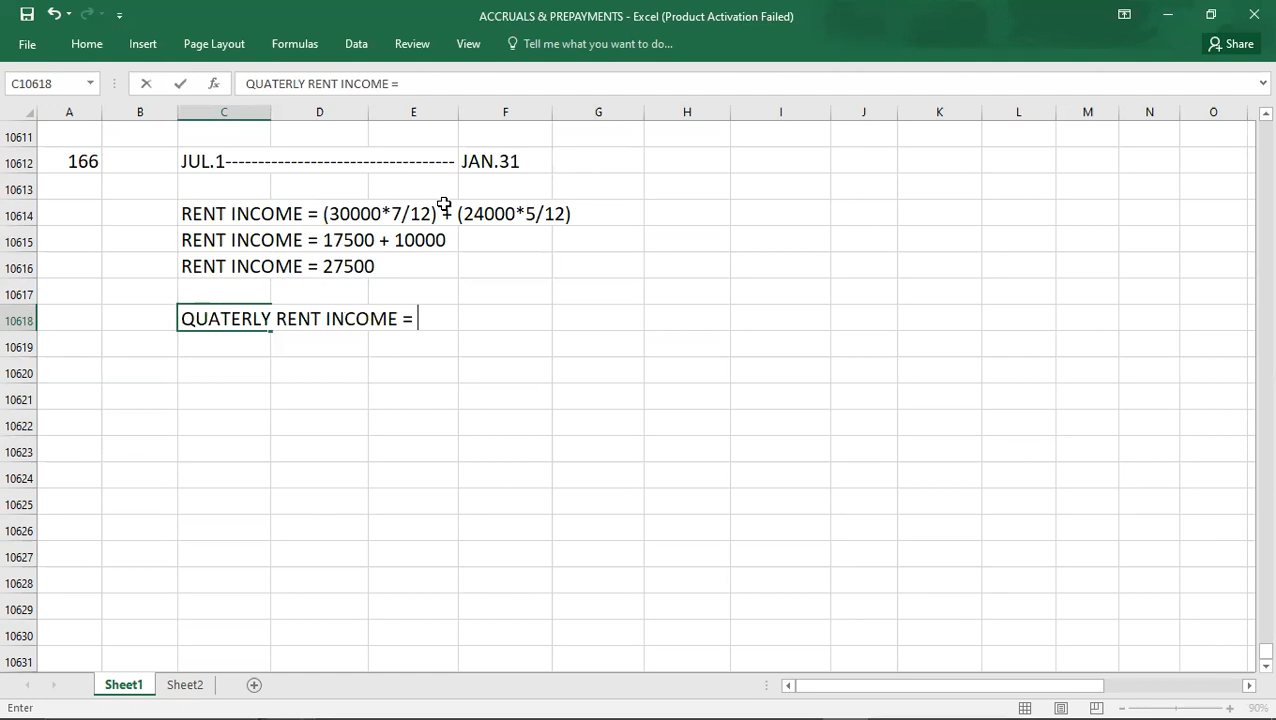 ACCRUALS & PREPAYMENTS - Excel (Product Activation Failed)
File Home Insert Page Layout Formulas Data Review View Tell me what you want to do... Share
C10618 fx QUATERLY RENT INCOME =
A B C D E F G H I J K L M N O
10611
10612 166 JUL.1----------------------------------- JAN.31
10613
10614 RENT INCOME = (30000*7/12) + (24000*5/12)
10615 RENT INCOME = 17500 + 10000
10616 RENT INCOME = 27500
10617
10618 QUATERLY RENT INCOME =
10619
10620
10621
10622
10623
10624
10625
10626
10627
10628
10629
10630
10631
Sheet1 Sheet2
Enter 90%